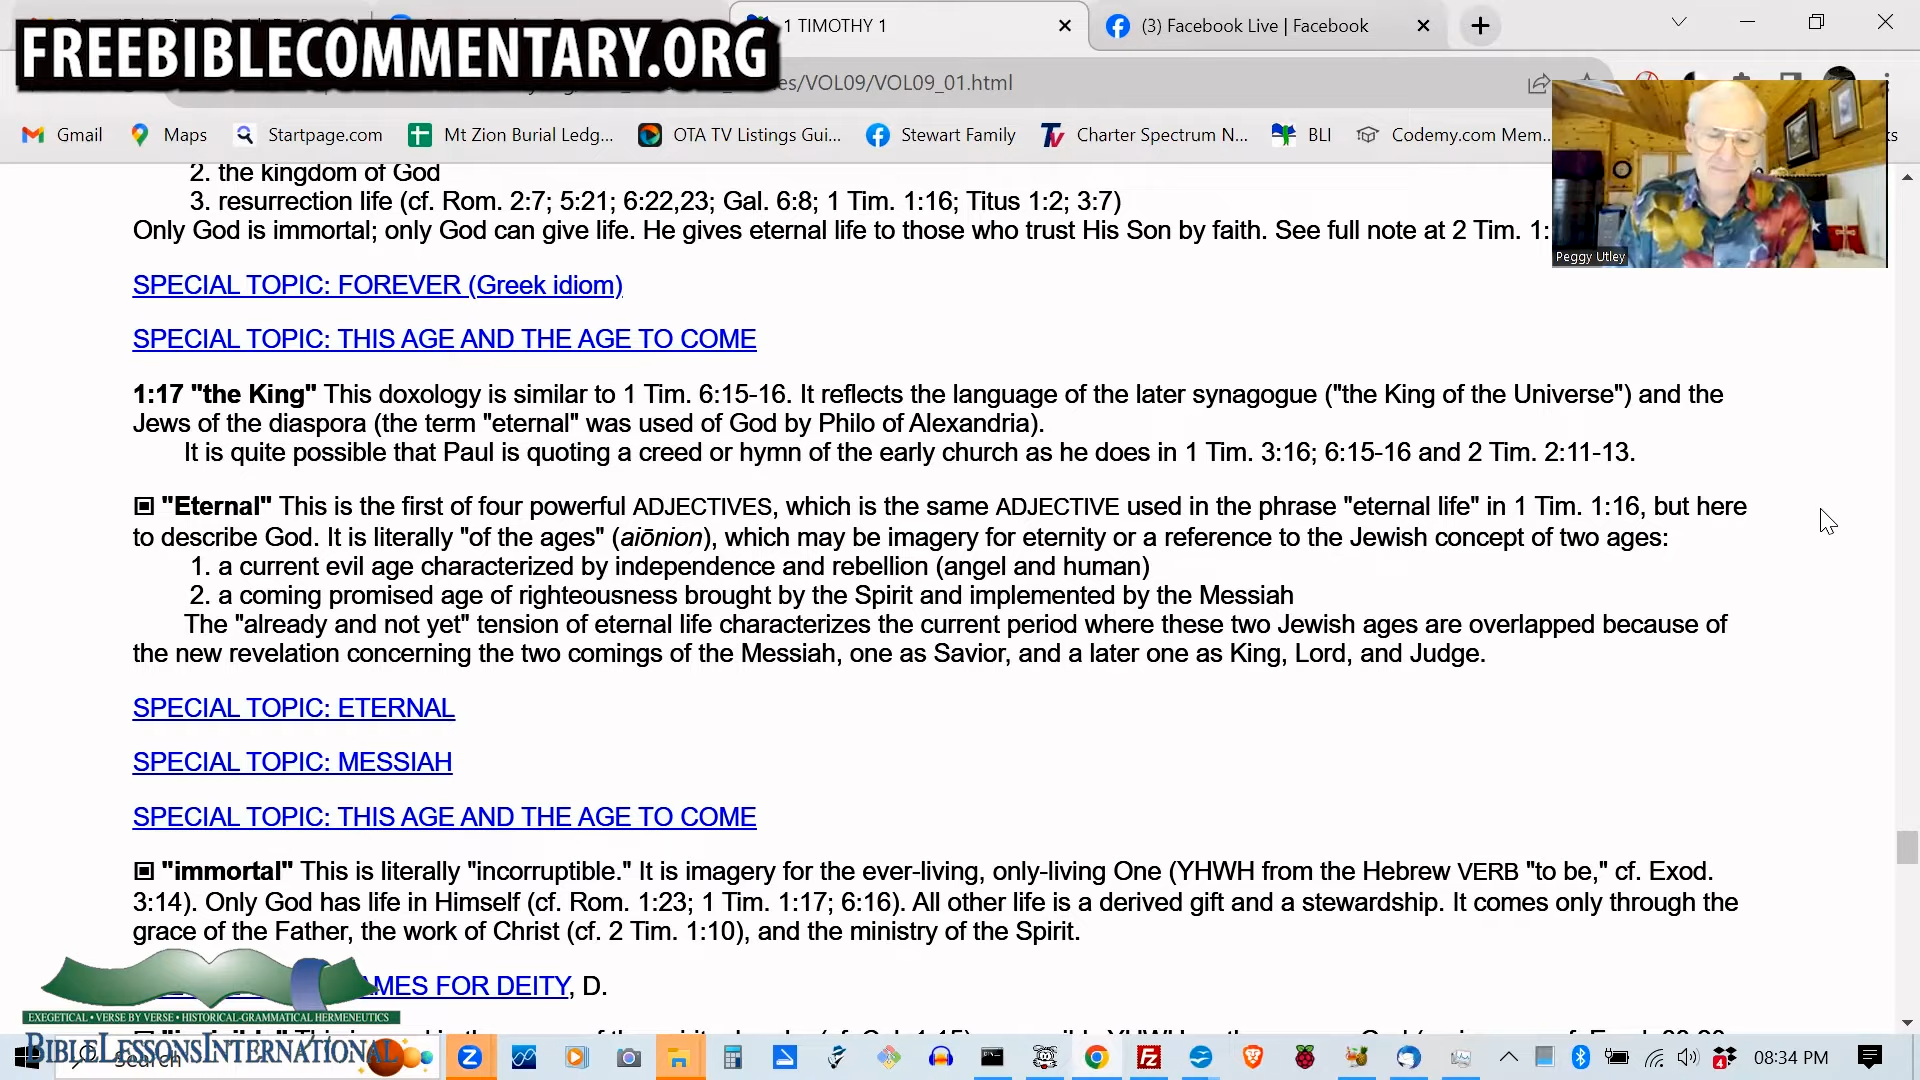 FREEBIBLECOMMENTARY.ORG
1 TIMOTHY 1
(3) Facebook Live | Facebook
es/VOL09/VOL09_01.html
Gmail
Maps
Startpage.com
Mt Zion Burial Ledg...
OTA TV Listings Gui...
Stewart Family
Charter Spectrum N...
BLI
Codemy.com Mem...
Peggy Utley
2. the kingdom of God
3. resurrection life (cf. Rom. 2:7; 5:21; 6:22,23; Gal. 6:8; 1 Tim. 1:16; Titus 1:2; 3:7)
Only God is immortal; only God can give life. He gives eternal life to those who trust His Son by faith. See full note at 2 Tim. 1:
SPECIAL TOPIC: FOREVER (Greek idiom)
SPECIAL TOPIC: THIS AGE AND THE AGE TO COME
1:17 "the King" This doxology is similar to 1 Tim. 6:15-16. It reflects the language of the later synagogue ("the King of the Universe") and the
Jews of the diaspora (the term "eternal" was used of God by Philo of Alexandria).
It is quite possible that Paul is quoting a creed or hymn of the early church as he does in 1 Tim. 3:16; 6:15-16 and 2 Tim. 2:11-13.
"Eternal" This is the first of four powerful ADJECTIVES, which is the same ADJECTIVE used in the phrase "eternal life" in 1 Tim. 1:16, but here
to describe God. It is literally "of the ages" (aiōnion), which may be imagery for eternity or a reference to the Jewish concept of two ages:
1. a current evil age characterized by independence and rebellion (angel and human)
2. a coming promised age of righteousness brought by the Spirit and implemented by the Messiah
The "already and not yet" tension of eternal life characterizes the current period where these two Jewish ages are overlapped because of
the new revelation concerning the two comings of the Messiah, one as Savior, and a later one as King, Lord, and Judge.
SPECIAL TOPIC: ETERNAL
SPECIAL TOPIC: MESSIAH
SPECIAL TOPIC: THIS AGE AND THE AGE TO COME
"immortal" This is literally "incorruptible." It is imagery for the ever-living, only-living One (YHWH from the Hebrew VERB "to be," cf. Exod.
3:14). Only God has life in Himself (cf. Rom. 1:23; 1 Tim. 1:17; 6:16). All other life is a derived gift and a stewardship. It comes only through the
grace of the Father, the work of Christ (cf. 2 Tim. 1:10), and the ministry of the Spirit.
AMES FOR DEITY, D.
EXEGETICAL • VERSE BY VERSE • HISTORICAL-GRAMMATICAL HERMENEUTICS
BIBLELESSONSINTERNATIONAL
Search
08:34 PM